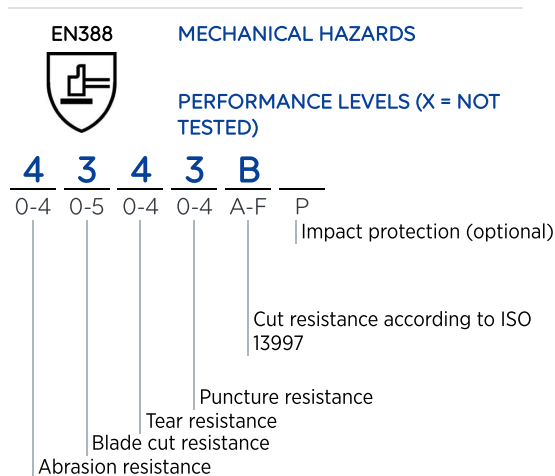 EN388
MECHANICAL HAZARDS
PERFORMANCE LEVELS (X = NOT
TESTED)
4 3 4 3 B
0-4 0-5 0-4 0-4 A-F P
Impact protection (optional)
Cut resistance according to ISO
13997
Puncture resistance
Tear resistance
Blade cut resistance
Abrasion resistance